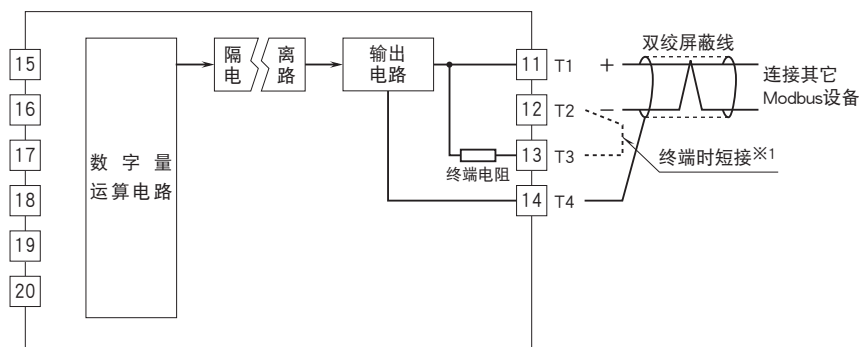 15
16
17
18
19
20
数字量
运算电路
隔 离
电 路
输出
电路
终端电阻
11 T1 +
12 T2 −
13 T3
14 T4
双绞屏蔽线
连接其它
Modbus设备
终端时短接※1